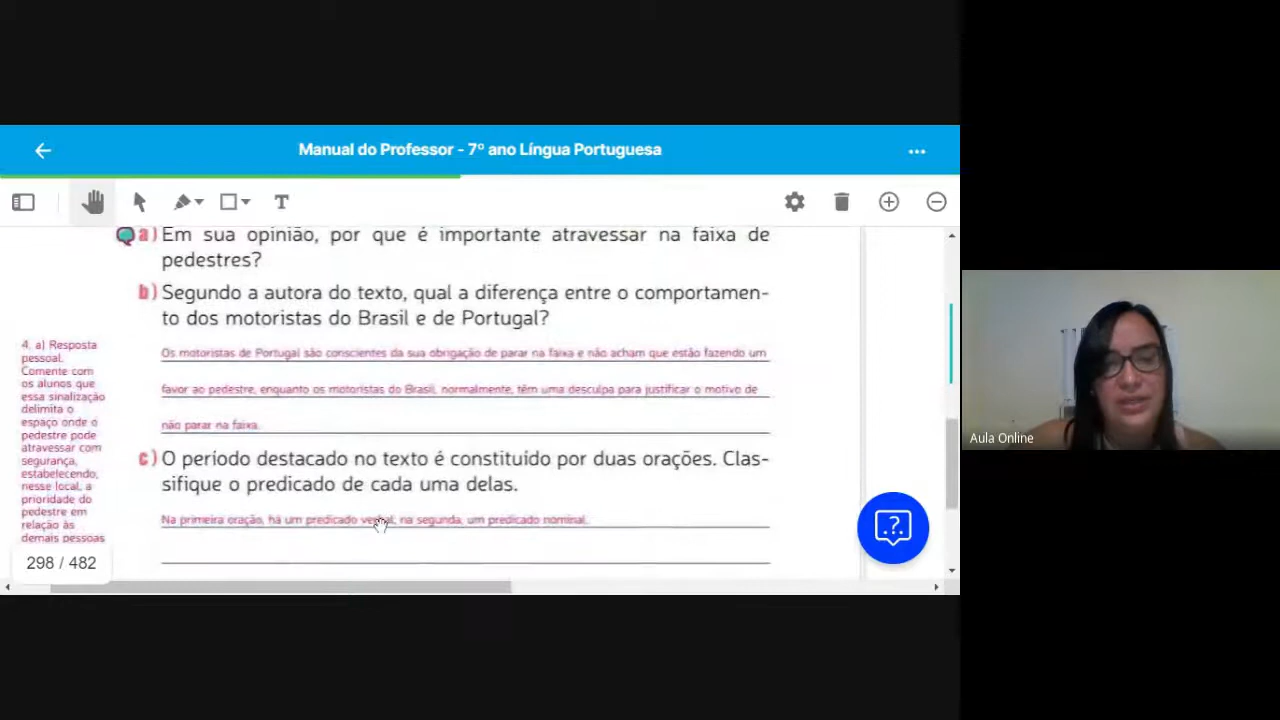 Manual do Professor - 7º ano Língua Portuguesa
a) Em sua opinião, por que é importante atravessar na faixa de
pedestres?
b) Segundo a autora do texto, qual a diferença entre o comportamen-
to dos motoristas do Brasil e de Portugal?
Os motoristas de Portugal são conscientes da sua obrigação de parar na faixa e não acham que estão fazendo um
favor ao pedestre, enquanto os motoristas do Brasil, normalmente, têm uma desculpa para justificar o motivo de
não parar na faixa.
c) O período destacado no texto é constituído por duas orações. Clas-
sifique o predicado de cada uma delas.
Na primeira oração, há um predicado verbal, na segunda, um predicado nominal.
4. a) Resposta
pessoal.
Comente com
os alunos que
essa sinalização
delimita o
espaço onde o
pedestre pode
atravessar com
segurança,
estabelecendo,
nesse local, a
prioridade do
pedestre em
relação às
demais pessoas
298 / 482
T
.?.
Aula Online